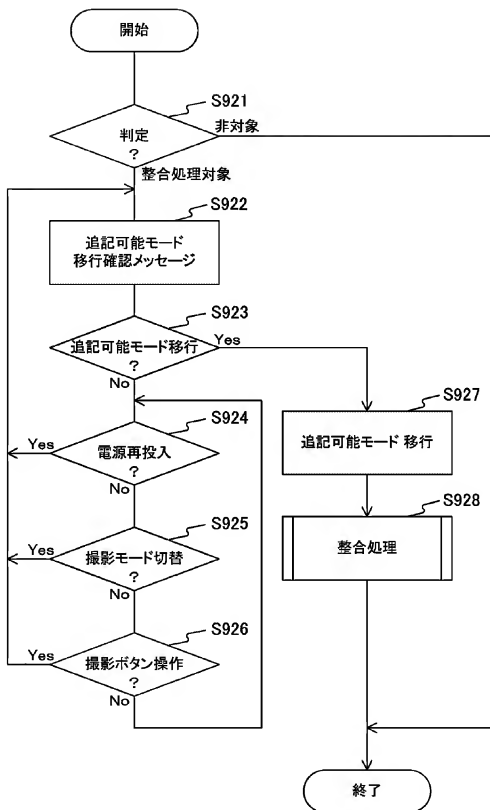 開始
S921
判定
?
非対象
整合処理対象
S922
追記可能モード
移行確認メッセージ
S923
追記可能モード移行
?
Yes
No
S924
電源再投入
?
Yes
No
S925
撮影モード切替
?
Yes
No
S926
撮影ボタン操作
?
Yes
No
S927
追記可能モード 移行
S928
整合処理
終了